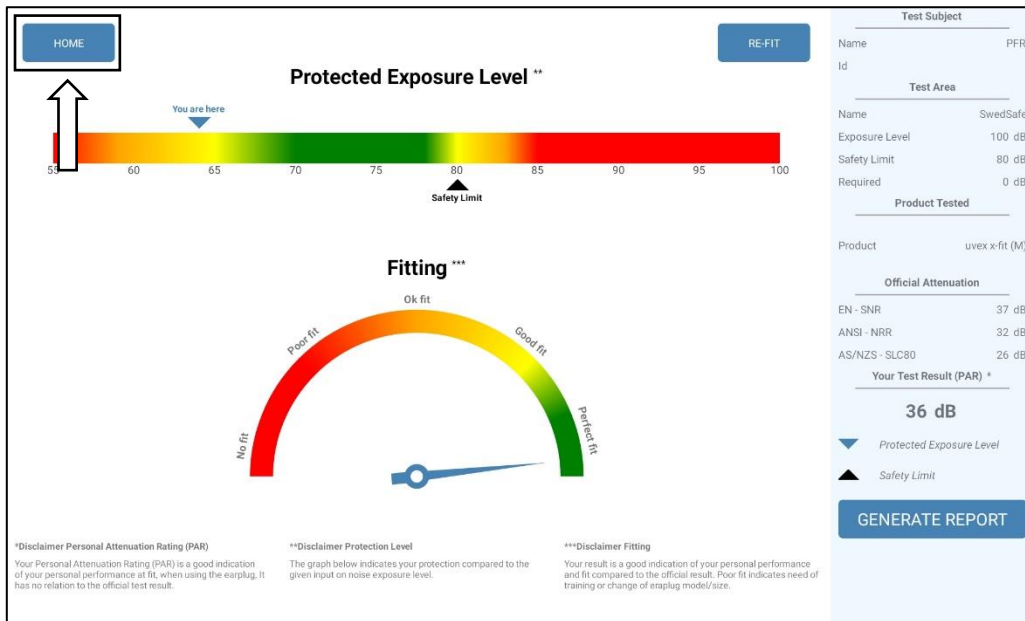 HOME
RE-FIT
Protected Exposure Level **
You are here
55 60 65 70 75 80 85 90 95 100
Safety Limit
Fitting ***
No fit
Poor fit
Ok fit
Good fit
Perfect fit
*Disclaimer Personal Attenuation Rating (PAR)
Your Personal Attenuation Rating (PAR) is a good indication
of your personal performance at fit, when using the earplug, It
has no relation to the official test result.
**Disclaimer Protection Level
The graph below indicates your protection compared to the
given input on noise exposure level.
***Disclaimer Fitting
Your result is a good indication of your personal performance
and fit compared to the official result. Poor fit indicates need of
training or change of eraplug model/size.
Test Subject
Name PFR
Id
Test Area
Name SwedSafe
Exposure Level 100 dB
Safety Limit 80 dB
Required 0 dB
Product Tested
Product uvex x-fit (M)
Official Attenuation
EN - SNR 37 dB
ANSI - NRR 32 dB
AS/NZS - SLC80 26 dB
Your Test Result (PAR) *
36 dB
Protected Exposure Level
Safety Limit
GENERATE REPORT